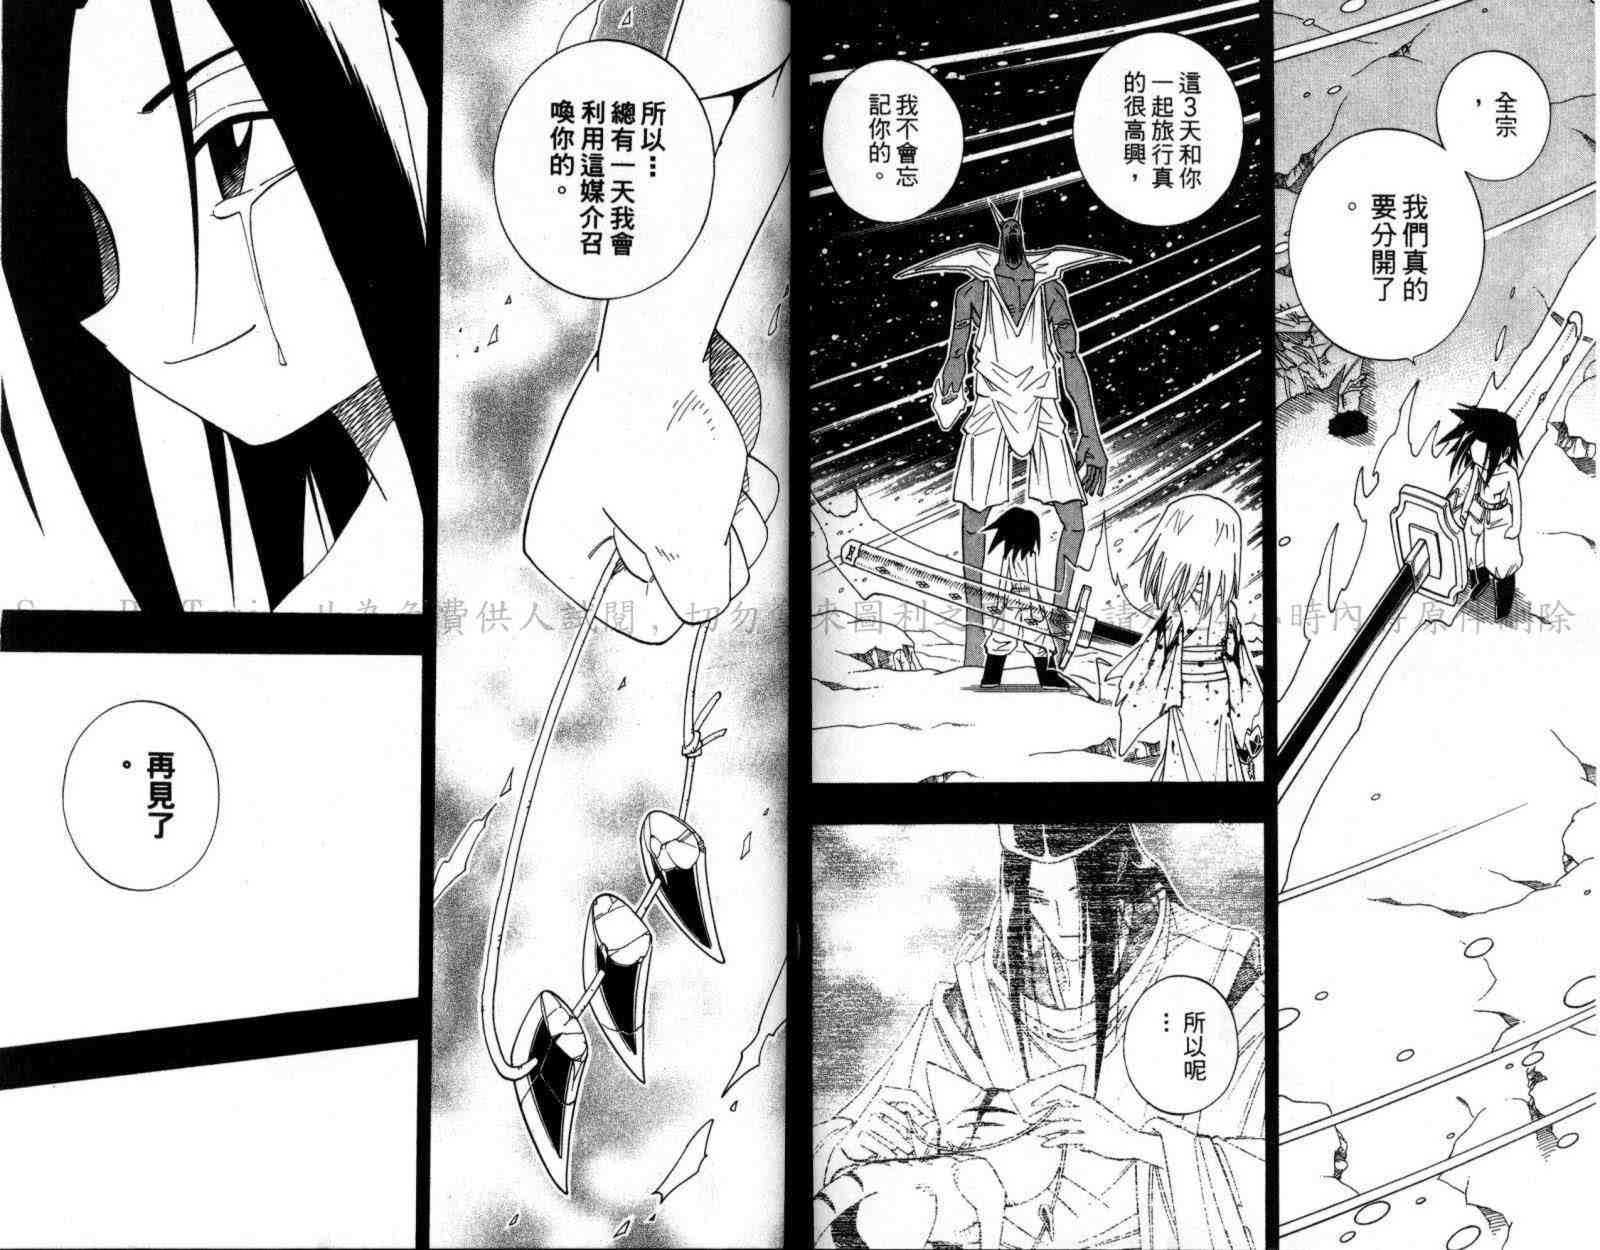 全宗
，
我們真的
要分開了
。
這3天和你
一起旅行真
的很高興，
我不會忘
記你的。
所以呢
…
所以…
總有一天我會
利用這媒介召
喚你的。
再見了
。